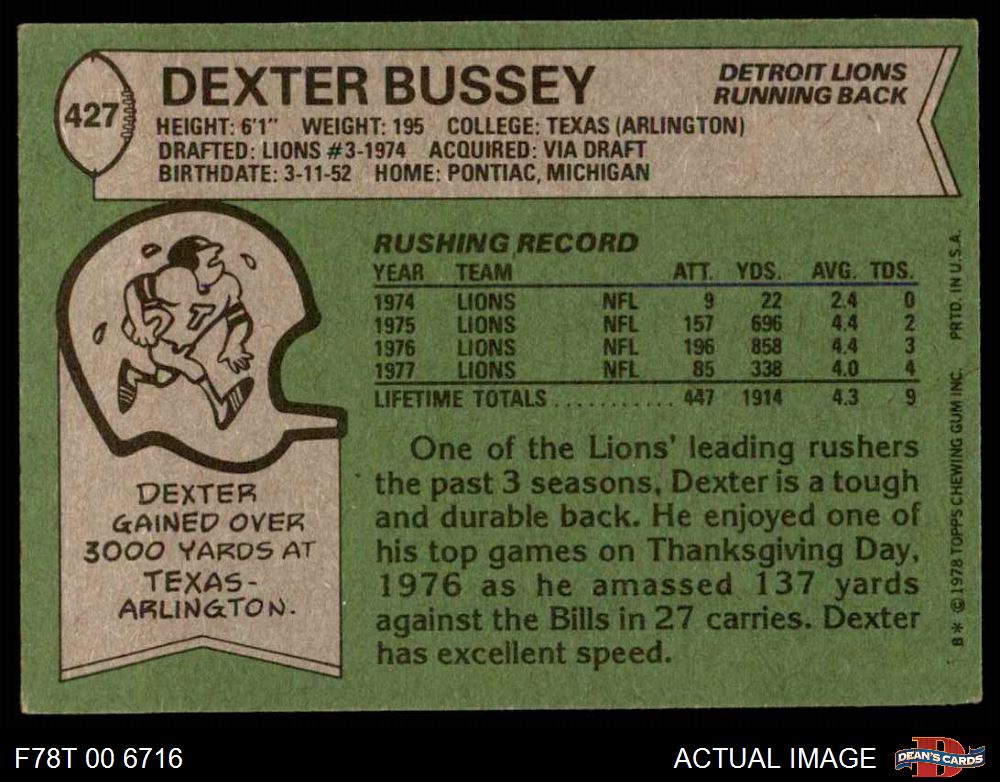 427
DEXTER BUSSEY
DETROIT LIONS
RUNNING BACK
HEIGHT: 6'1" WEIGHT: 195 COLLEGE: TEXAS (ARLINGTON)
DRAFTED: LIONS #3-1974 ACQUIRED: VIA DRAFT
BIRTHDATE: 3-11-52 HOME: PONTIAC, MICHIGAN
T
DEXTER
GAINED OVER
3000 YARDS AT
TEXAS-
ARLINGTON.
RUSHING RECORD
YEAR TEAM ATT. YDS. AVG. TDS.
1974 LIONS NFL 9 22 2.4 0
1975 LIONS NFL 157 696 4.4 2
1976 LIONS NFL 196 858 4.4 3
1977 LIONS NFL 85 338 4.0 4
LIFETIME TOTALS ........... 447 1914 4.3 9
One of the Lions' leading rushers
the past 3 seasons, Dexter is a tough
and durable back. He enjoyed one of
his top games on Thanksgiving Day,
1976 as he amassed 137 yards
against the Bills in 27 carries. Dexter
has excellent speed.
B* © 1978 TOPPS CHEWING GUM INC. PRTD. IN U.S.A.
F78T 00 6716
ACTUAL IMAGE
D
DEAN'S CARDS